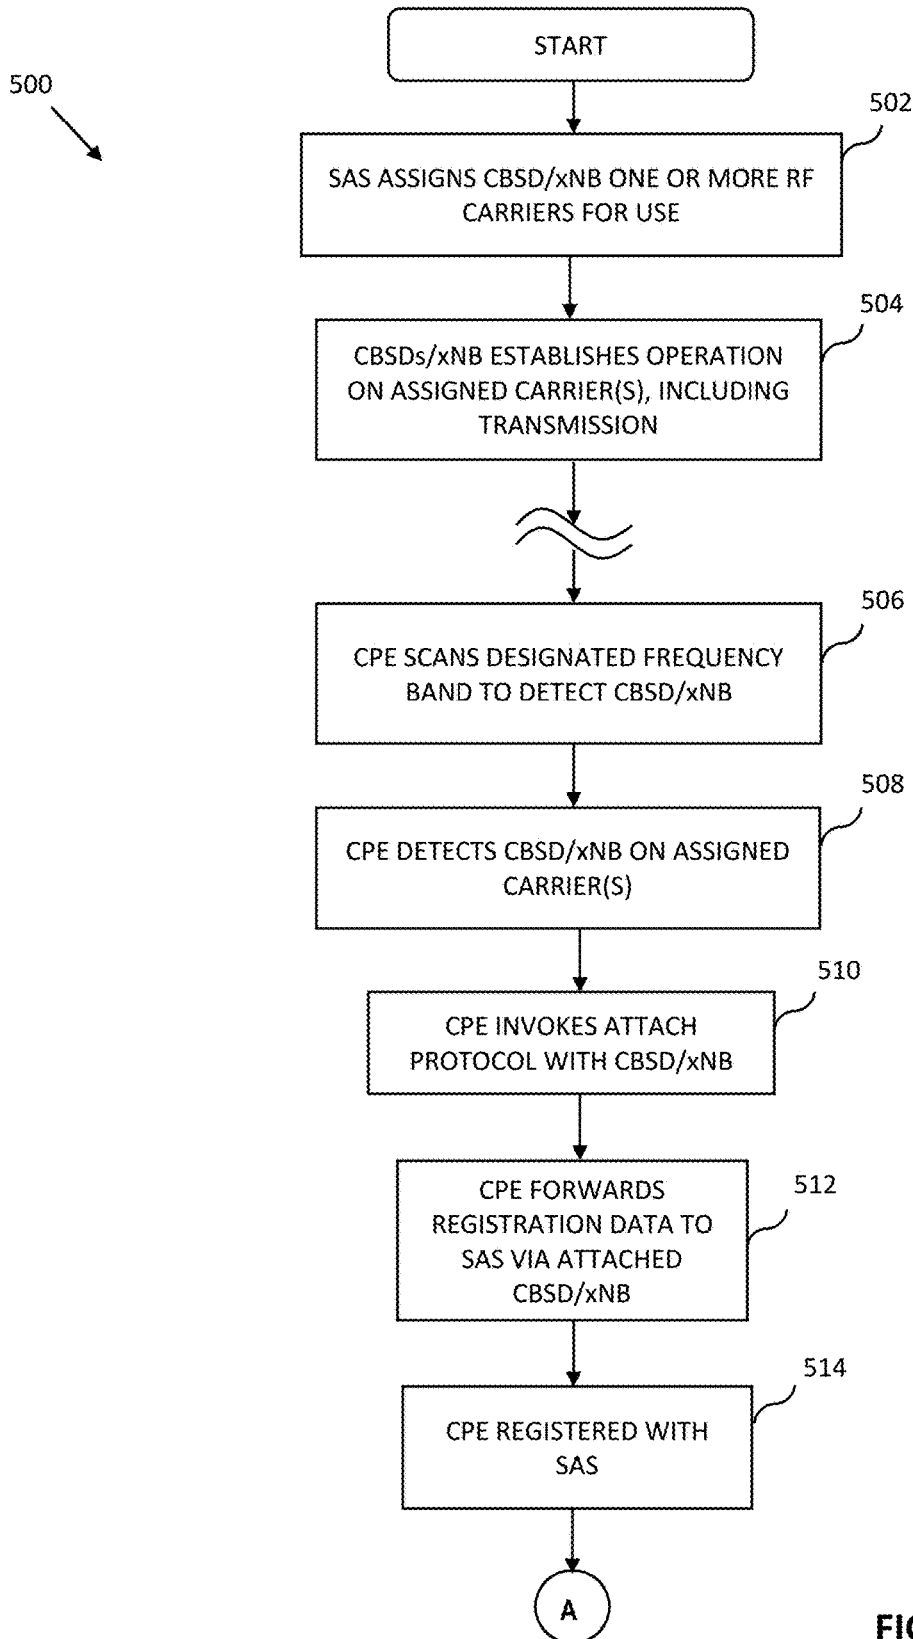 START
500
502
SAS ASSIGNS CBSD/xNB ONE OR MORE RF
CARRIERS FOR USE
504
CBSDs/xNB ESTABLISHES OPERATION
ON ASSIGNED CARRIER(S), INCLUDING
TRANSMISSION
506
CPE SCANS DESIGNATED FREQUENCY
BAND TO DETECT CBSD/xNB
508
CPE DETECTS CBSD/xNB ON ASSIGNED
CARRIER(S)
510
CPE INVOKES ATTACH
PROTOCOL WITH CBSD/xNB
512
CPE FORWARDS
REGISTRATION DATA TO
SAS VIA ATTACHED
CBSD/xNB
514
CPE REGISTERED WITH
SAS
A